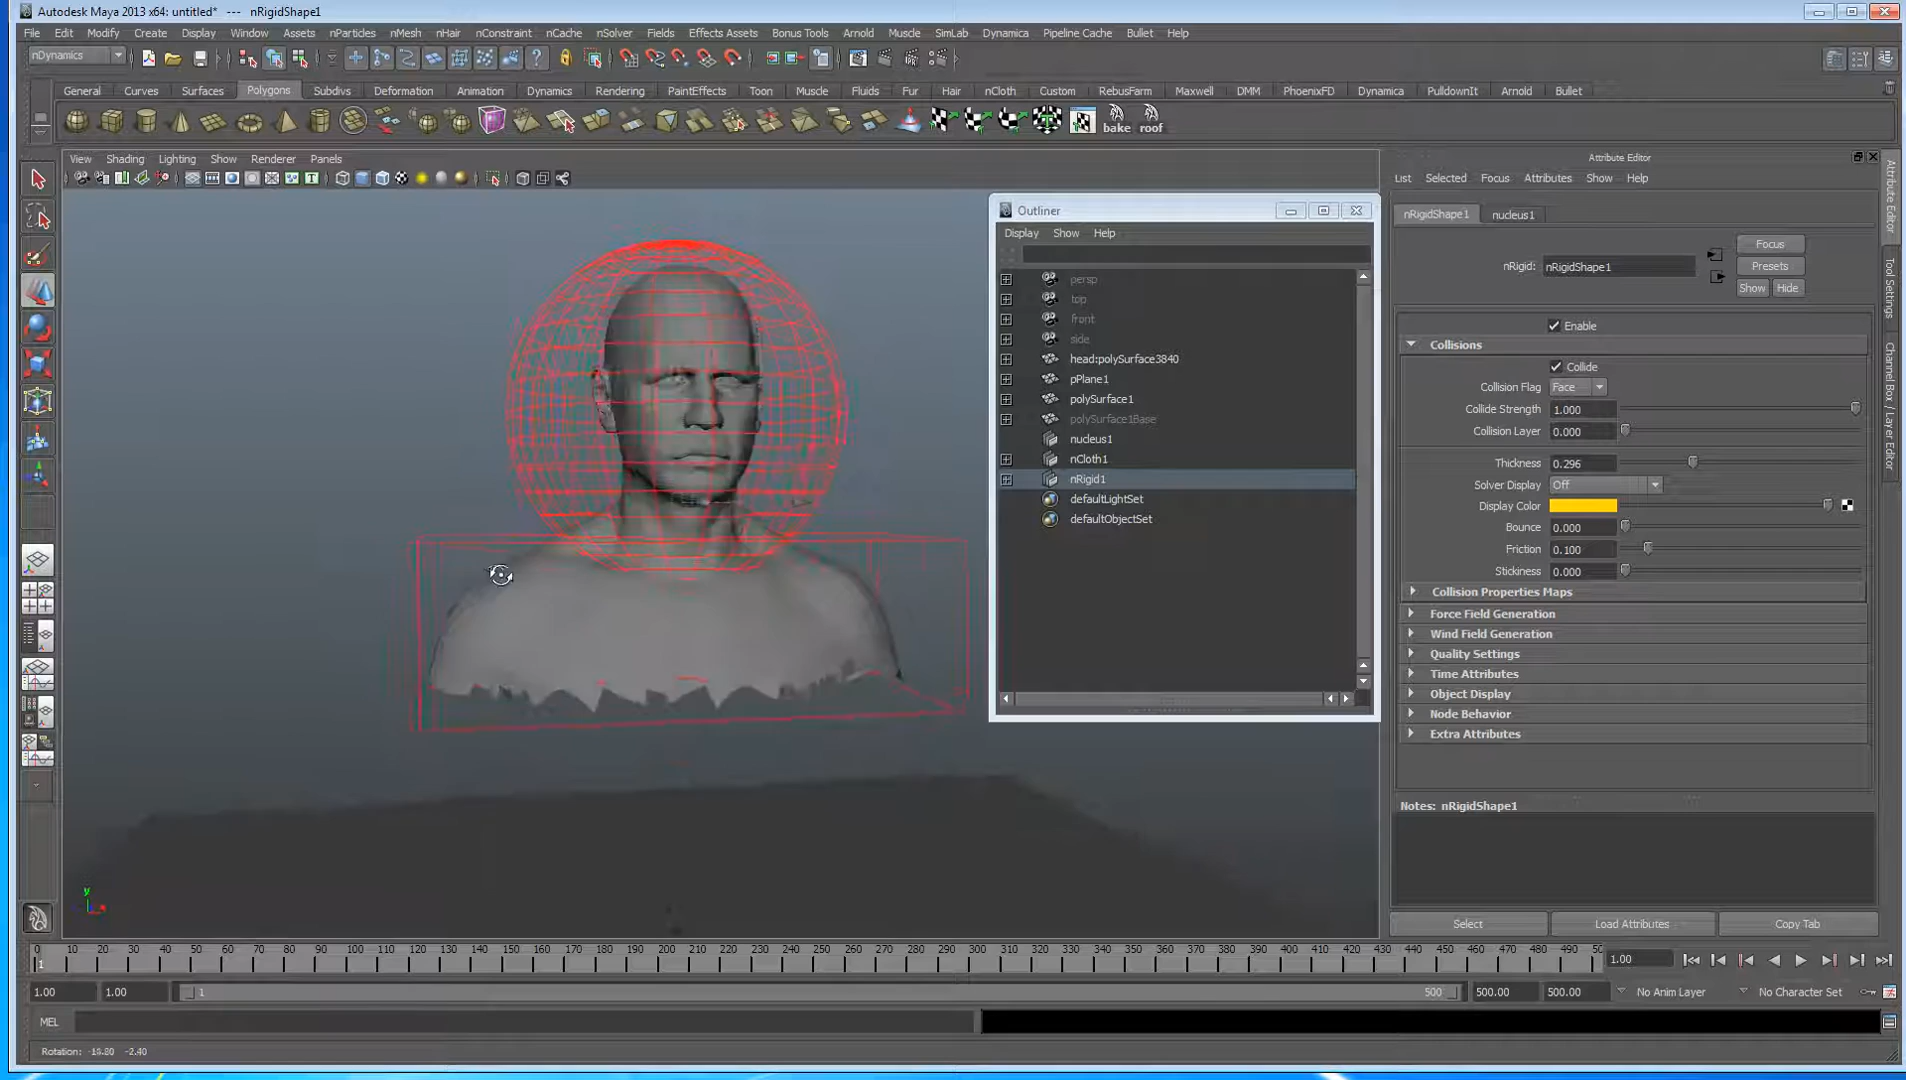 Autodesk Maya 2013 x64: untitled* --- nRigidShape1
File Edit Modify Create Display Window Assets nParticles nMesh nHair nConstraint nCache nSolver Fields Effects Assets Bonus Tools Arnold Muscle SimLab Dynamica Pipeline Cache Bullet Help
nDynamics
General Curves Surfaces Polygons Subdivs Deformation Animation Dynamics Rendering PaintEffects Toon Muscle Fluids Fur Hair nCloth Custom RebusFarm Maxwell DMM PhoenixFD Dynamica PulldownIt Arnold Bullet
bake roof
View Shading Lighting Show Renderer Panels
Outliner
Display Show Help
persp
top
front
side
head:polySurface3840
pPlane1
polySurface1
polySurface1Base
nucleus1
nCloth1
nRigid1
defaultLightSet
defaultObjectSet
Attribute Editor
List Selected Focus Attributes Show Help
nRigidShape1 nucleus1
Focus
nRigid: nRigidShape1 Presets
Show Hide
Enable
Collisions
Collide
Collision Flag Face
Collide Strength 1.000
Collision Layer 0.000
Thickness 0.296
Solver Display Off
Display Color
Bounce 0.000
Friction 0.100
Stickiness 0.000
Collision Properties Maps
Force Field Generation
Wind Field Generation
Quality Settings
Time Attributes
Object Display
Node Behavior
Extra Attributes
Notes: nRigidShape1
Select Load Attributes Copy Tab
Attribute Editor
Tool Settings
Channel Box / Layer Editor
y
0 10 20 30 40 50 60 70 80 90 100 110 120 130 140 150 160 170 180 190 200 210 220 230 240 250 260 270 280 290 300 310 320 330 340 350 360 370 380 390 400 410 420 430 440 450 460 470 480 490 50
1 1.00
1.00 1.00 1 500 500.00 500.00 No Anim Layer No Character Set
MEL